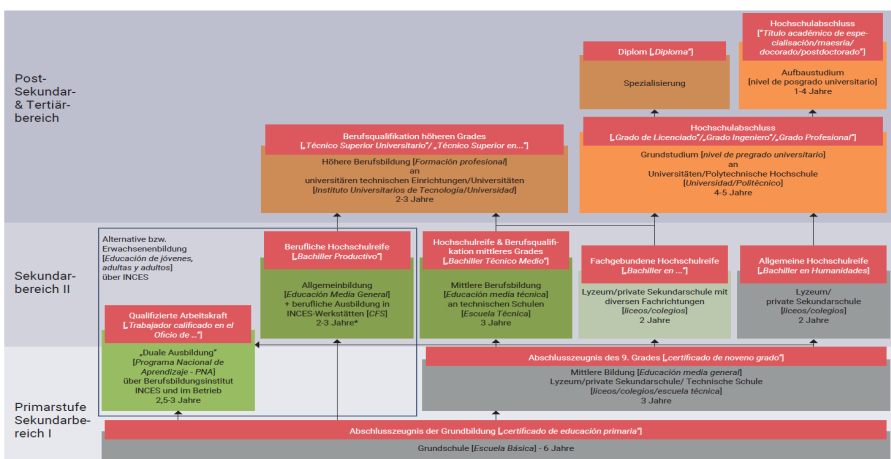 Hochschulabschluss
[“Título académico de espe-
cialisación/maesría/
docorado/postdoctorado“]
Aufbaustudium
[nivel de posgrado universitario]
1-4 Jahre
Diplom [„Diploma“]
Spezialisierung
Post-
Sekundar-
& Tertiär-
bereich
Berufsqualifikation höheren Grades
[„Técnico Superior Universitario“/ „Técnico Superior en...“]
Höhere Berufsbildung [Formación profesional]
an
universitären technischen Einrichtungen/Universitäten
[Instituto Universitarios de Tecnología/Universidad]
2-3 Jahre
Hochschulabschluss
[„Grado de Licenciado“/„Grado Ingeniero“/„Grado Profesional“]
Grundstudium [nivel de pregrado universitario]
an
Universitäten/Polytechnische Hochschule
[Universidad/Politécnico]
4-5 Jahre
Sekundar-
bereich II
Alternative bzw.
Erwachsenenbildung
[Educación de jóvenes,
adultas y adultos]
über INCES
Berufliche Hochschulreife
[„Bachiller Productivo“]
Allgemeinbildung
[Educación Media General]
+ berufliche Ausbildung in
INCES-Werkstätten [CFS]
2-3 Jahre*
Hochschulreife & Berufsqualifi-
kation mittleres Grades
[„Bachiller Técnico Medio“]
Mittlere Berufsbildung
[Educación media técnica]
an technischen Schulen
[Escuela Técnica]
3 Jahre
Fachgebundene Hochschulreife
[„Bachiller en ...“]
Lyzeum/private Sekundarschule mit
diversen Fachrichtungen
[liceos/colegios]
2 Jahre
Allgemeine Hochschulreife
[„Bachiller en Humanidades]
Lyzeum/
private Sekundarschule
[liceos/colegios]
2 Jahre
Qualifizierte Arbeitskraft
[„Trabajador calificado en el
Oficio de ...“]
„Duale Ausbildung“
[Programa Nacional de
Aprendizaje - PNA]
über Berufsbildungsinstitut
INCES und im Betrieb
2,5-3 Jahre
Abschlusszeugnis des 9. Grades [„certificado de noveno grado“]
Mittlere Bildung [Educación media general]
Lyzeum/private Sekundarschule/ Technische Schule
[liceos/colegios/escuela técnica]
3 Jahre
Primarstufe
Sekundarbe-
reich I
Abschlusszeugnis der Grundbildung [„certificado de educación primaria“]
Grundschule [Escuela Básica] - 6 Jahre